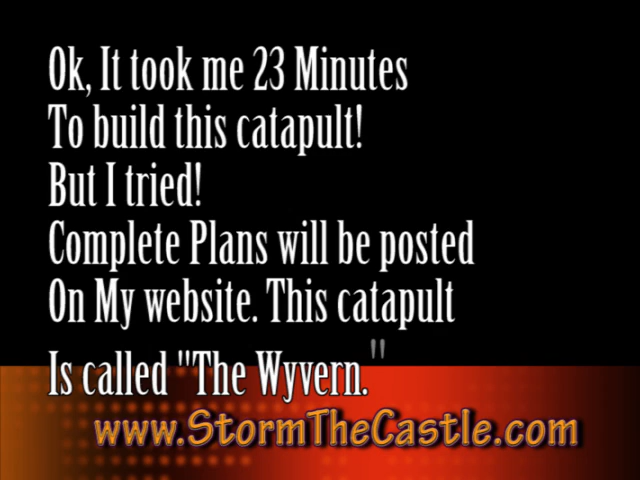 Ok, It took me 23 Minutes
To build this catapult!
But I tried!
Complete Plans will be posted
On My website. This catapult
Is called "The Wyvern."
www.StormTheCastle.com